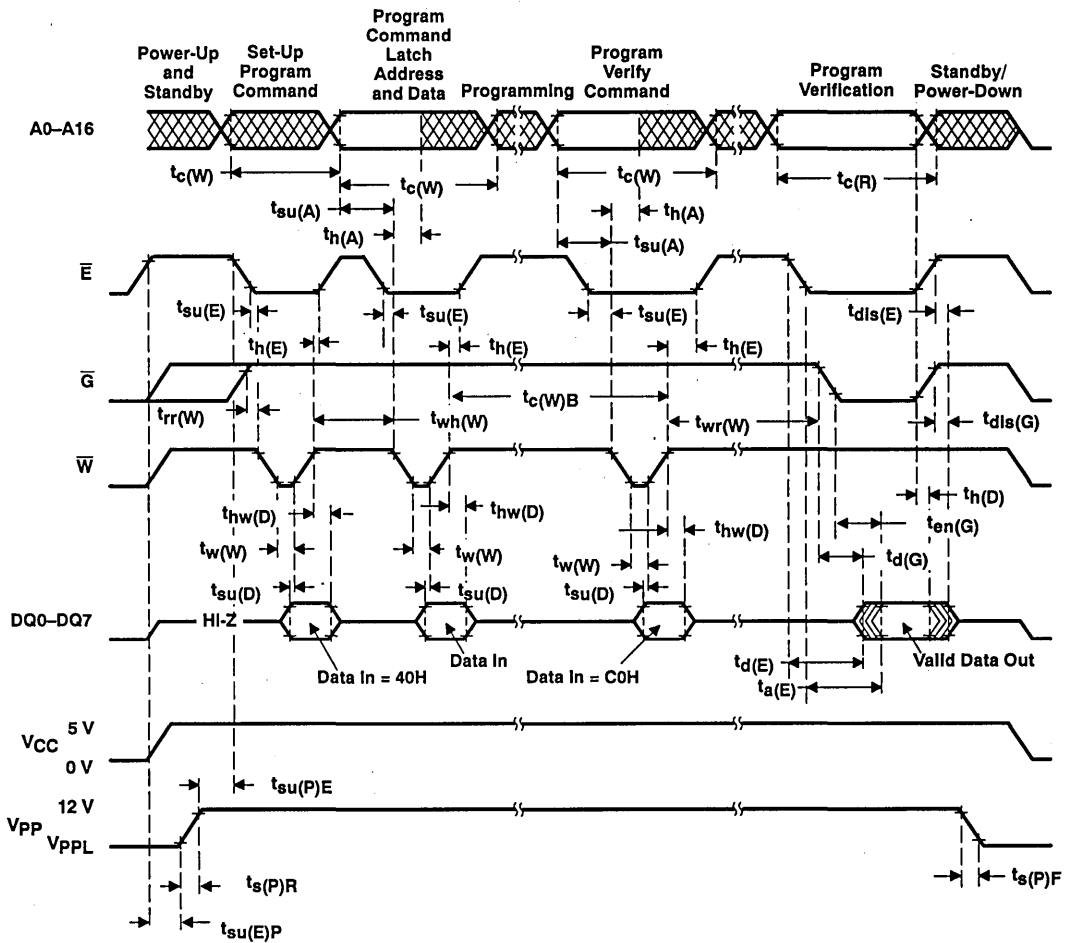 Power-Up
and
Standby
Set-Up
Program
Command
Program
Command
Latch
Address
and Data
Programming
Program
Verify
Command
Program
Verification
Standby/
Power-Down
A0–A16
tc(W)
tc(W)
tc(W)
tc(R)
tsu(A)
th(A)
th(A)
tsu(A)
E
tsu(E)
tsu(E)
tsu(E)
tdis(E)
th(E)
th(E)
th(E)
G
trr(W)
twh(W)
tc(W)B
twr(W)
tdis(G)
W
thw(D)
thw(D)
thw(D)
th(D)
ten(G)
tw(W)
tw(W)
tw(W)
td(G)
tsu(D)
tsu(D)
tsu(D)
DQ0–DQ7
HI-Z
Data In = 40H
Data In
Data In = C0H
Valid Data Out
td(E)
ta(E)
VCC
5 V
0 V
tsu(P)E
12 V
VPP
VPPL
ts(P)R
ts(P)F
tsu(E)P